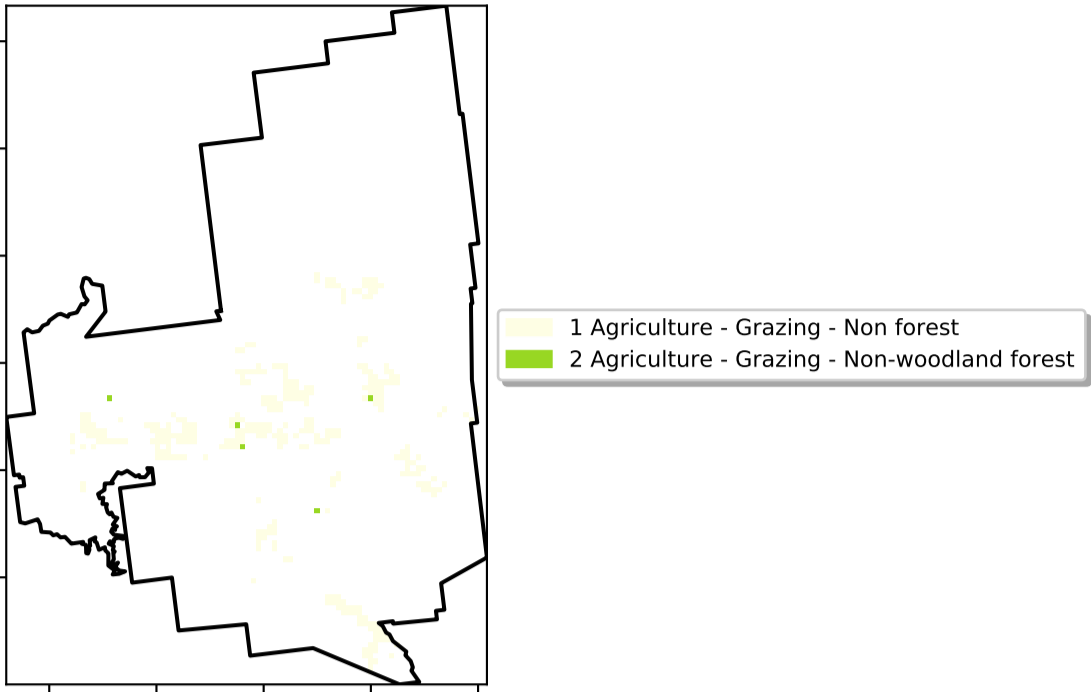 1 Agriculture - Grazing - Non forest
2 Agriculture - Grazing - Non-woodland forest